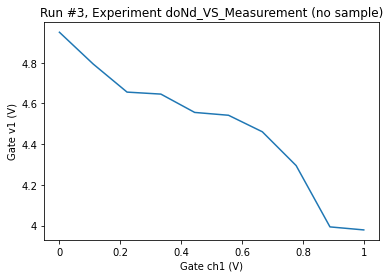 Run #3, Experiment doNd_VS_Measurement (no sample)
4.8
4.6
4.4
4.2
4
Gate v1 (V)
0 0.2 0.4 0.6 0.8 1
Gate ch1 (V)